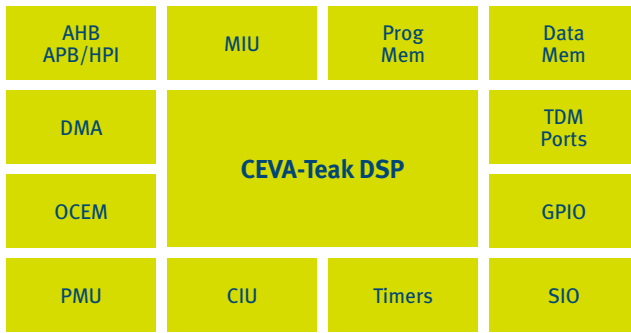 AHB
APB/HPI
MIU
Prog
Mem
Data
Mem
DMA
CEVA-Teak DSP
TDM
Ports
OCEM
GPIO
PMU
CIU
Timers
SIO